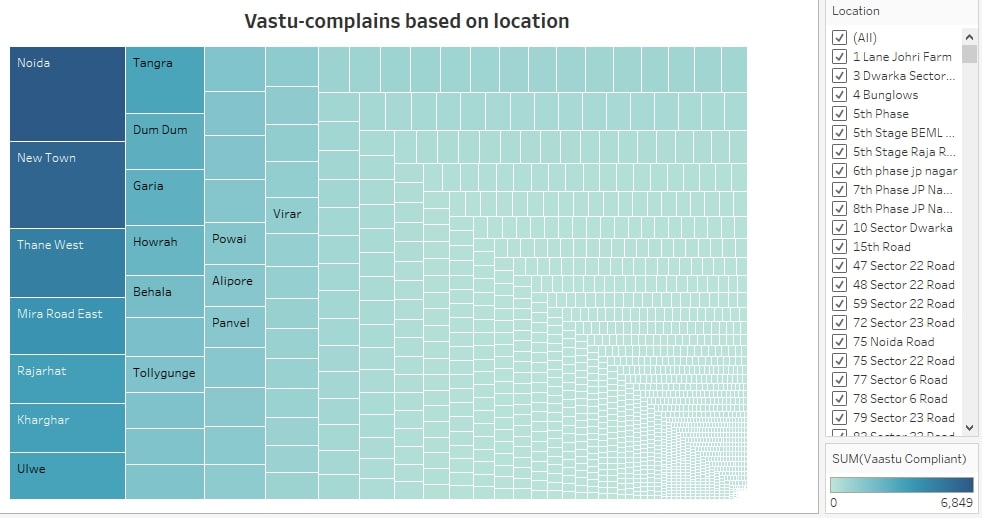 Vastu-complains based on location
Noida
New Town
Thane West
Mira Road East
Rajarhat
Kharghar
Ulwe
Tangra
Dum Dum
Garia
Howrah
Behala
Tollygunge
Powai
Alipore
Panvel
Virar
Location
(All)
1 Lane Johri Farm
3 Dwarka Sector...
4 Bunglows
5th Phase
5th Stage BEML ...
5th Stage Raja R...
6th phase jp nagar
7th Phase JP Na...
8th Phase JP Na...
10 Sector Dwarka
15th Road
47 Sector 22 Road
48 Sector 22 Road
59 Sector 22 Road
72 Sector 23 Road
75 Noida Road
75 Sector 22 Road
77 Sector 6 Road
78 Sector 6 Road
79 Sector 23 Road
SUM(Vaastu Compliant)
0
6,849